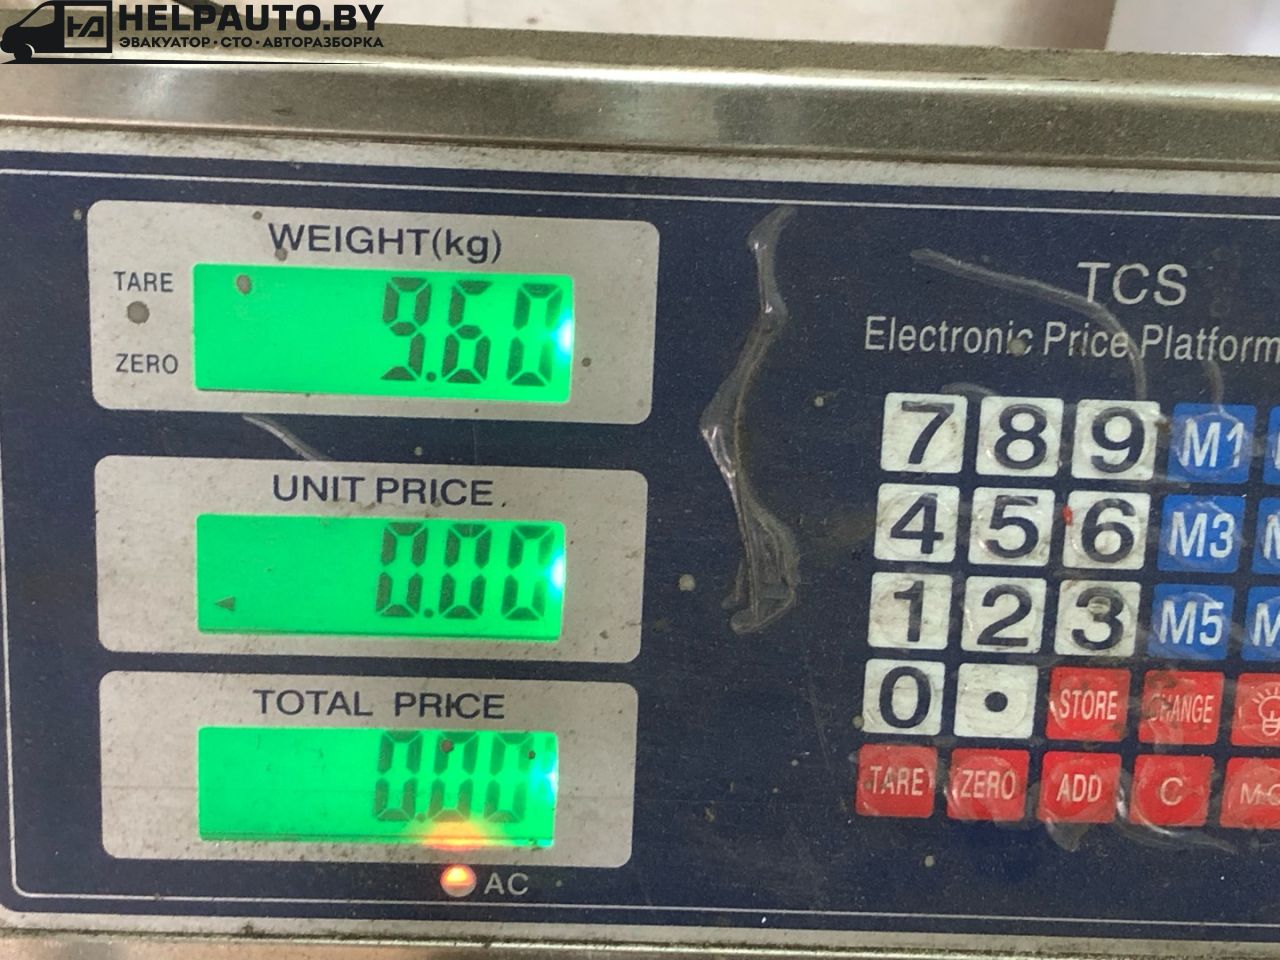 HELPAUTO.BY
ЭВАКУАТОР · СТО · АВТОРАЗБОРКА
WEIGHT(kg)
TARE
ZERO
9.60
TCS
Electronic Price Platform
UNIT PRICE
0.00
TOTAL PRICE
0.00
AC
7 8 9 M1
4 5 6 M3
1 2 3 M5
0 . STORE CHANGE
TARE ZERO ADD C